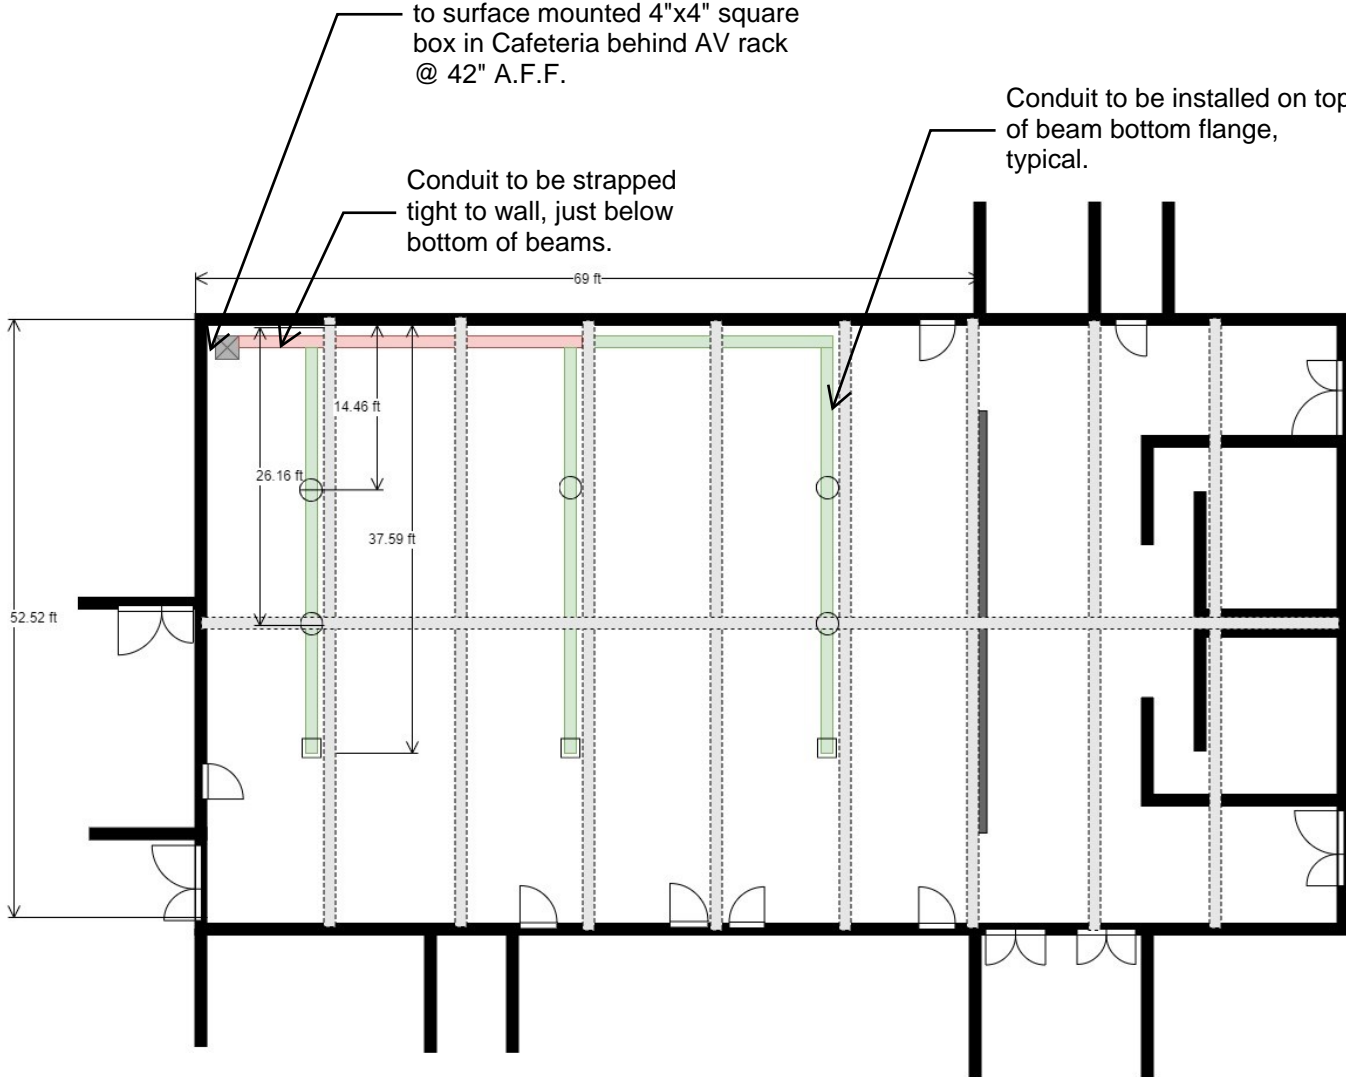 to surface mounted 4"x4" square
box in Cafeteria behind AV rack
@ 42" A.F.F.
Conduit to be installed on top
of beam bottom flange,
typical.
Conduit to be strapped
tight to wall, just below
bottom of beams.
69 ft
14.46 ft
26.16 ft
37.59 ft
52.52 ft